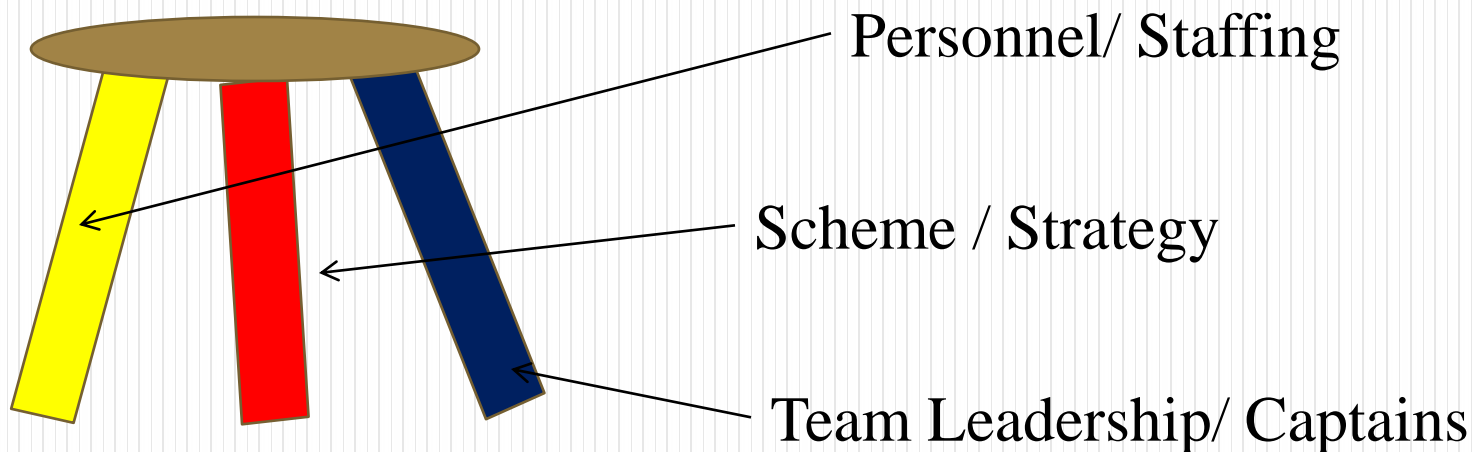 Personnel/ Staffing
Scheme / Strategy
Team Leadership/ Captains